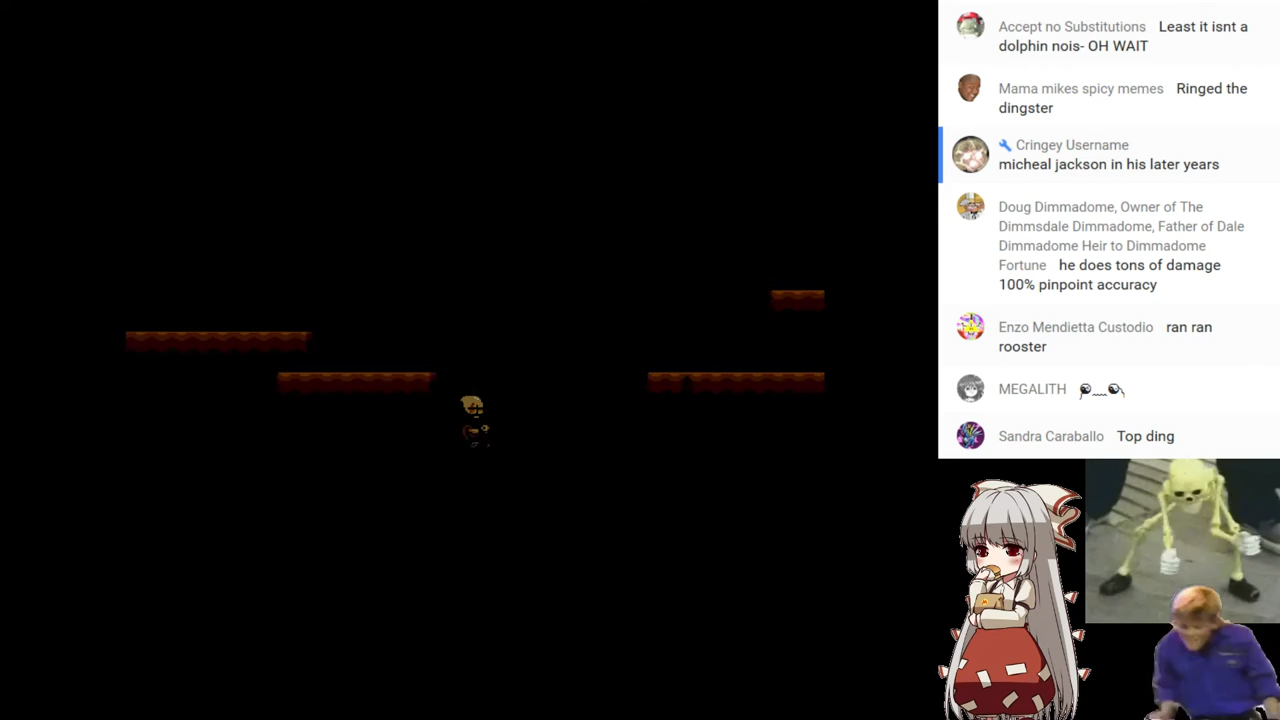 Accept no Substitutions Least it isnt a
dolphin nois- OH WAIT
Mama mikes spicy memes Ringed the
dingster
Cringey Username
micheal jackson in his later years
Doug Dimmadome, Owner of The
Dimmsdale Dimmadome, Father of Dale
Dimmadome Heir to Dimmadome
Fortune he does tons of damage
100% pinpoint accuracy
Enzo Mendietta Custodio ran ran
rooster
MEGALITH
Sandra Caraballo Top ding